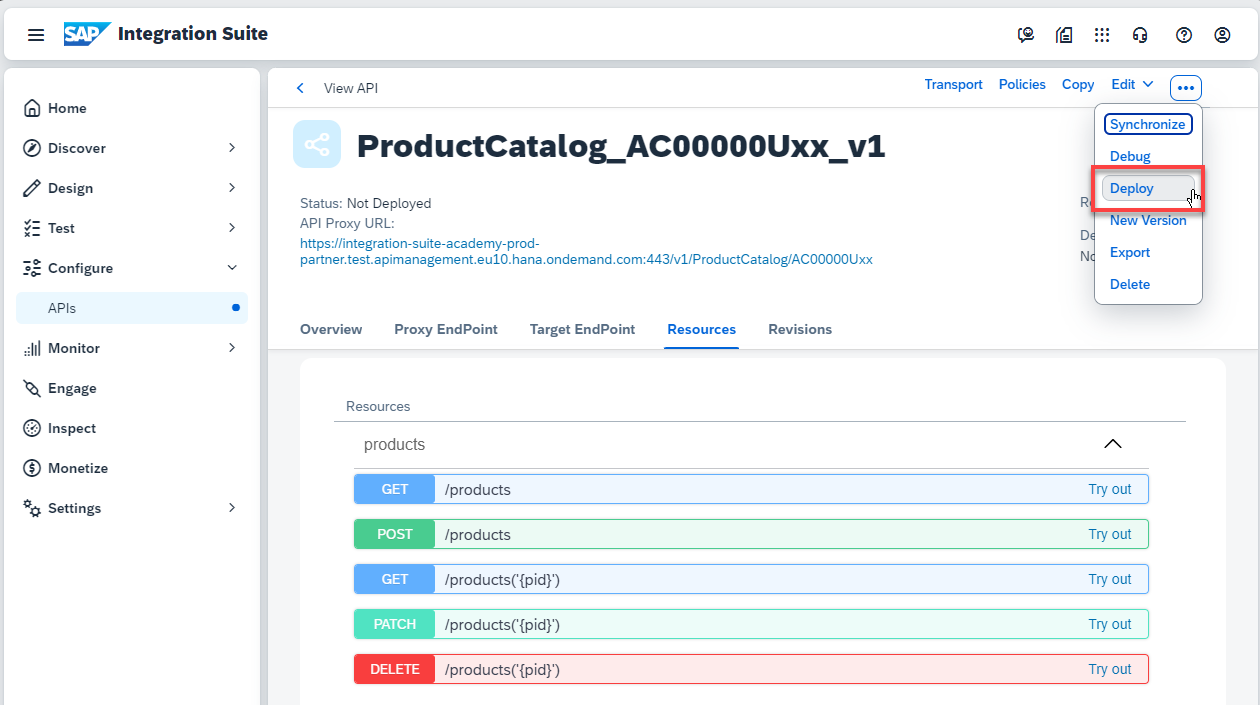 SAP Integration Suite
Home
Discover
Design
Test
Configure
APIs
Monitor
Engage
Inspect
Monetize
Settings
View API
Transport Policies Copy Edit
Synchronize
Debug
Deploy
New Version
Export
Delete
ProductCatalog_AC00000Uxx_v1
Status: Not Deployed
API Proxy URL:
https://integration-suite-academy-prod-
partner.test.apimanagement.eu10.hana.ondemand.com:443/v1/ProductCatalog/AC00000Uxx
Overview Proxy EndPoint Target EndPoint Resources Revisions
Resources
products
GET /products Try out
POST /products Try out
GET /products('{pid}') Try out
PATCH /products('{pid}') Try out
DELETE /products('{pid}') Try out